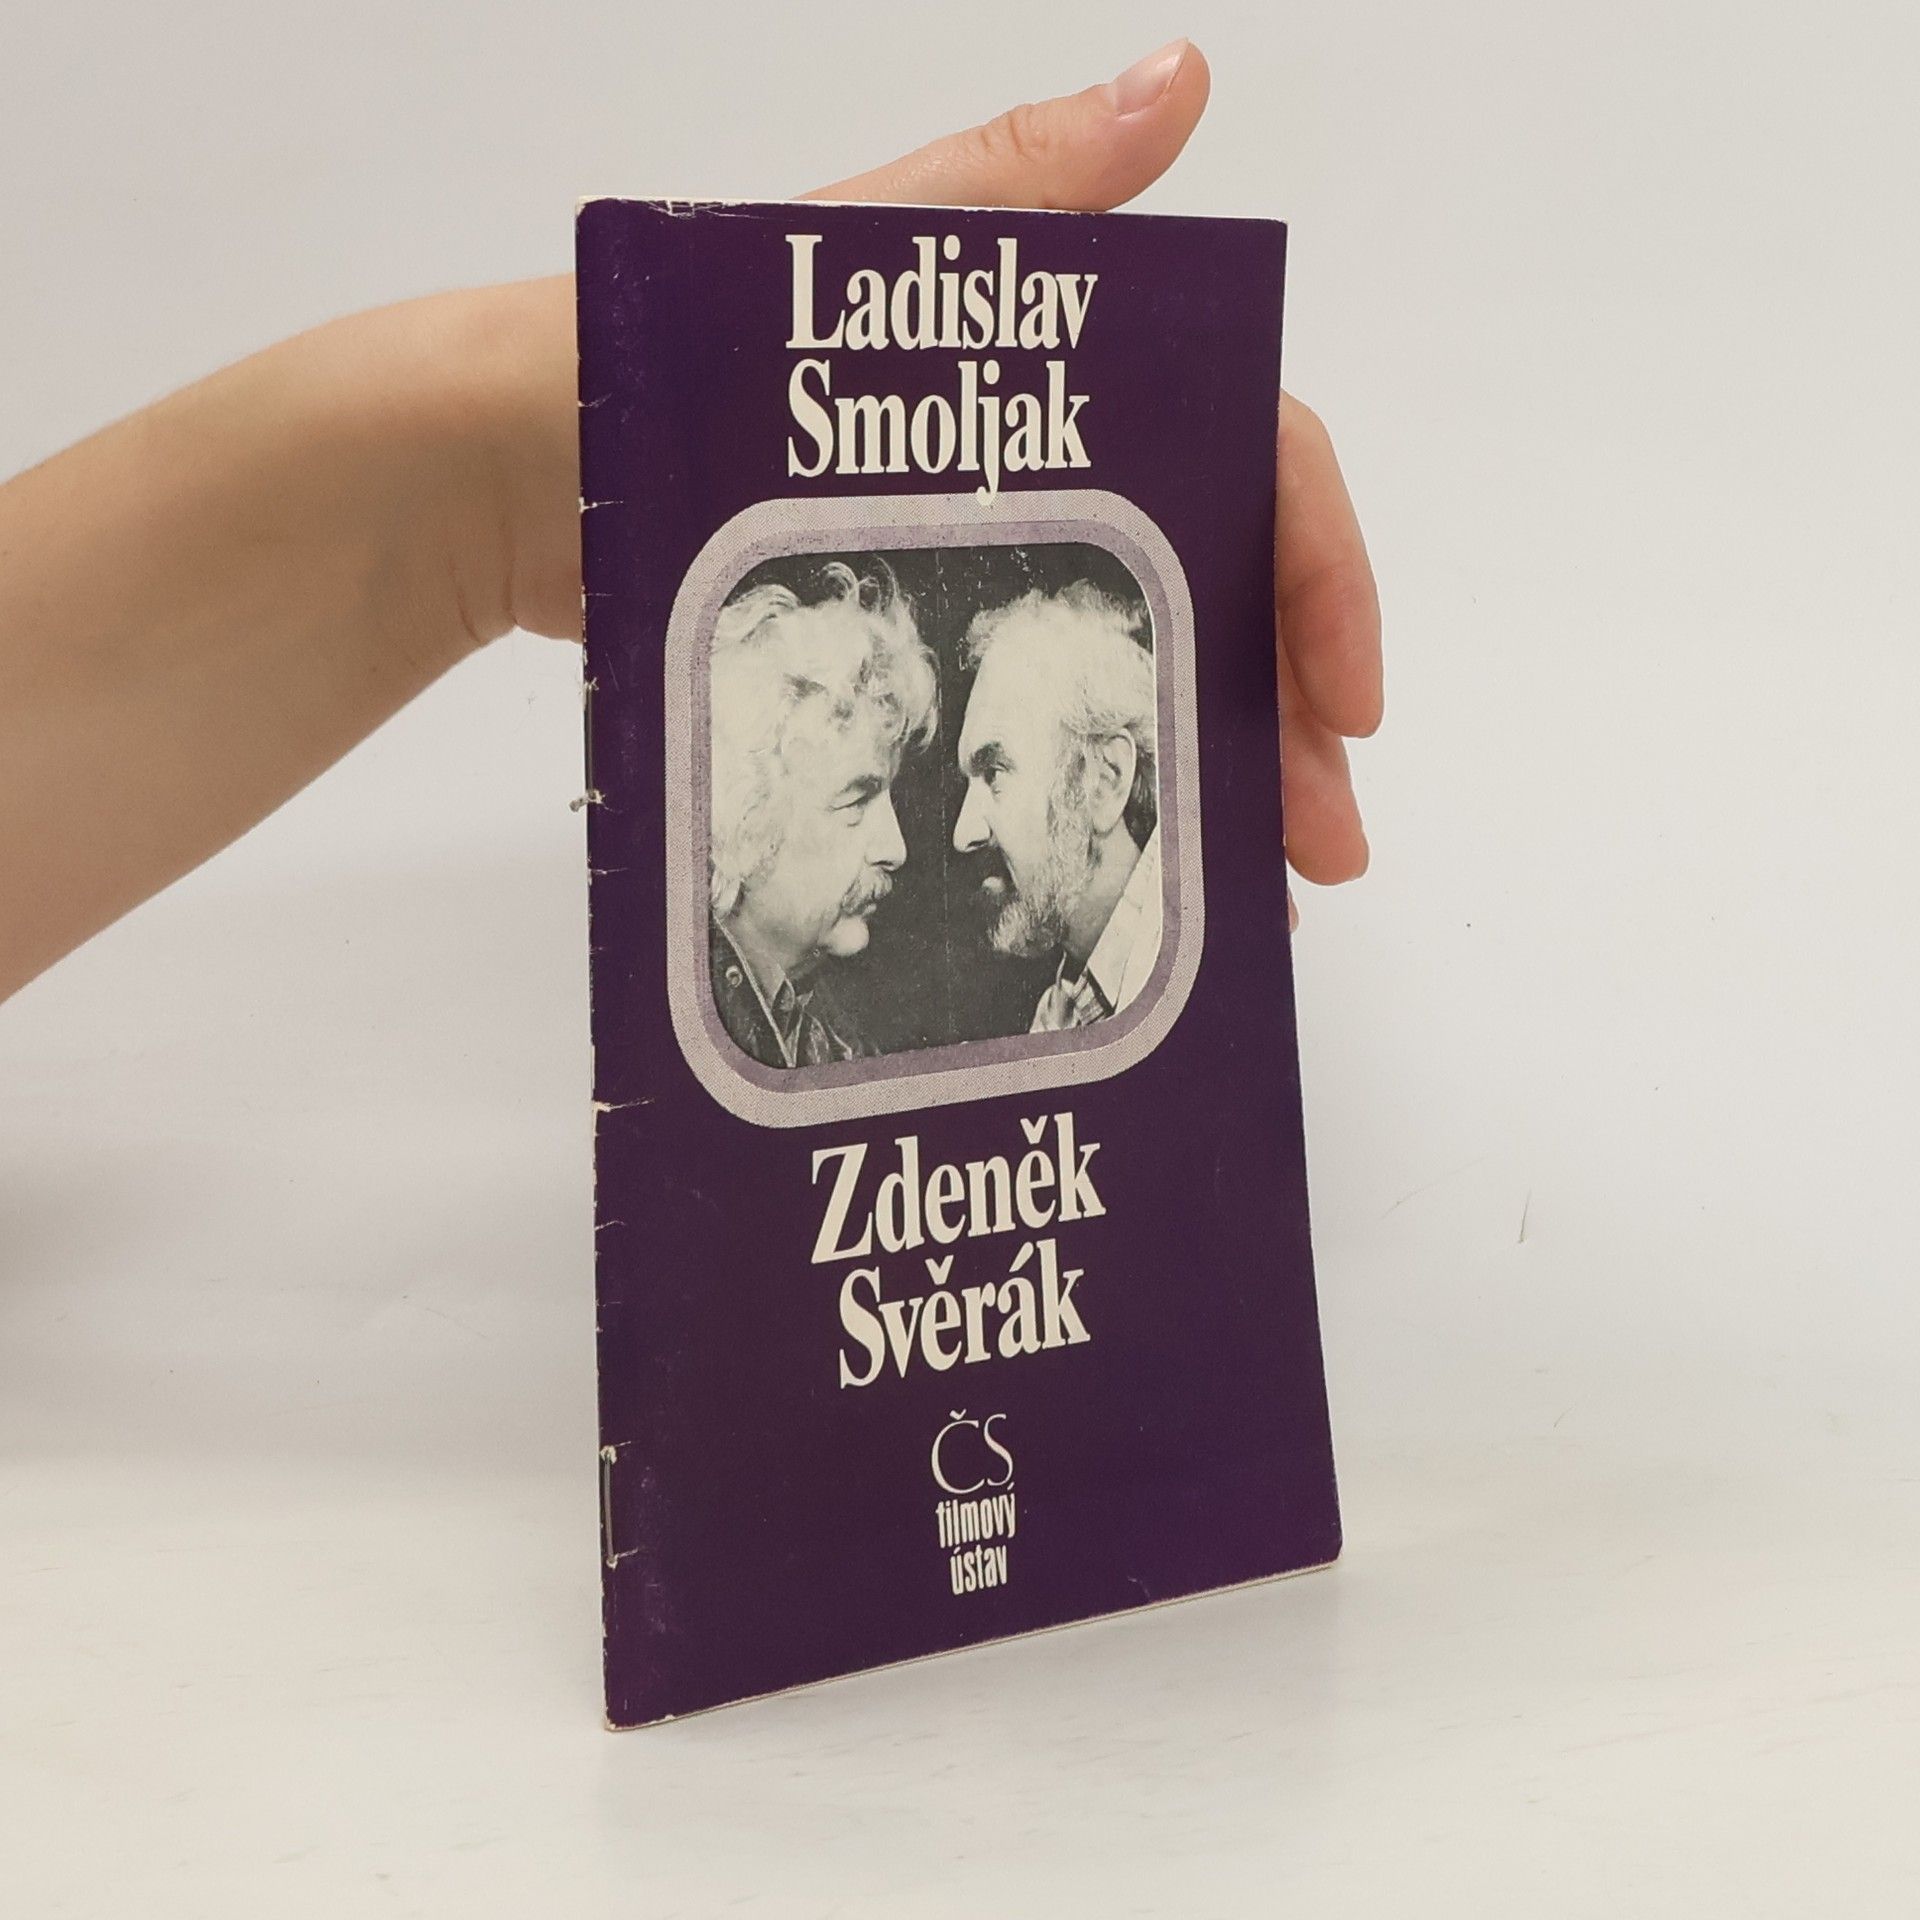 Ladislav
Smoljak
Zdeněk
Svěrák
ČS
filmový
ústav